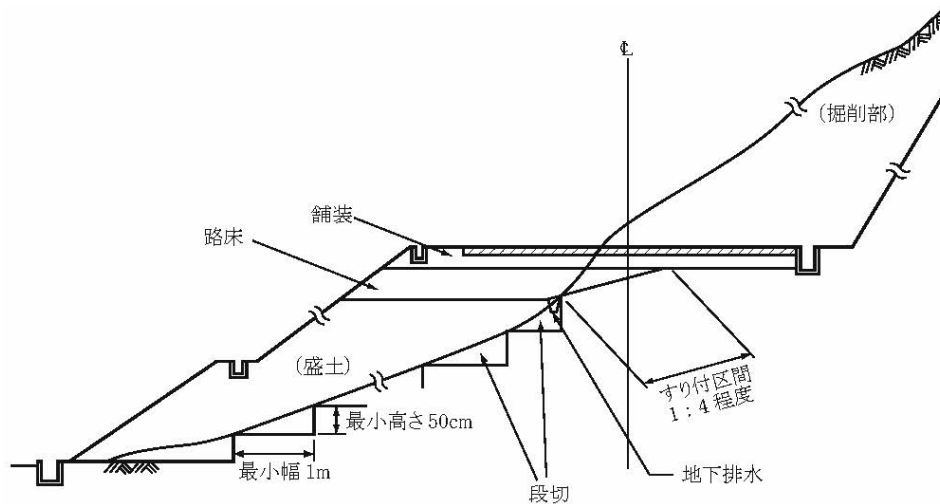 ℄
(掘削部)
舗装
路床
(盛土)
すり付区間
1:4程度
最小高さ50cm
最小幅1m
段切
地下排水